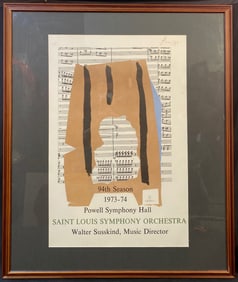 94th Season
1973-74
Powell Symphony Hall
SAINT LOUIS SYMPHONY ORCHESTRA
Walter Susskind, Music Director